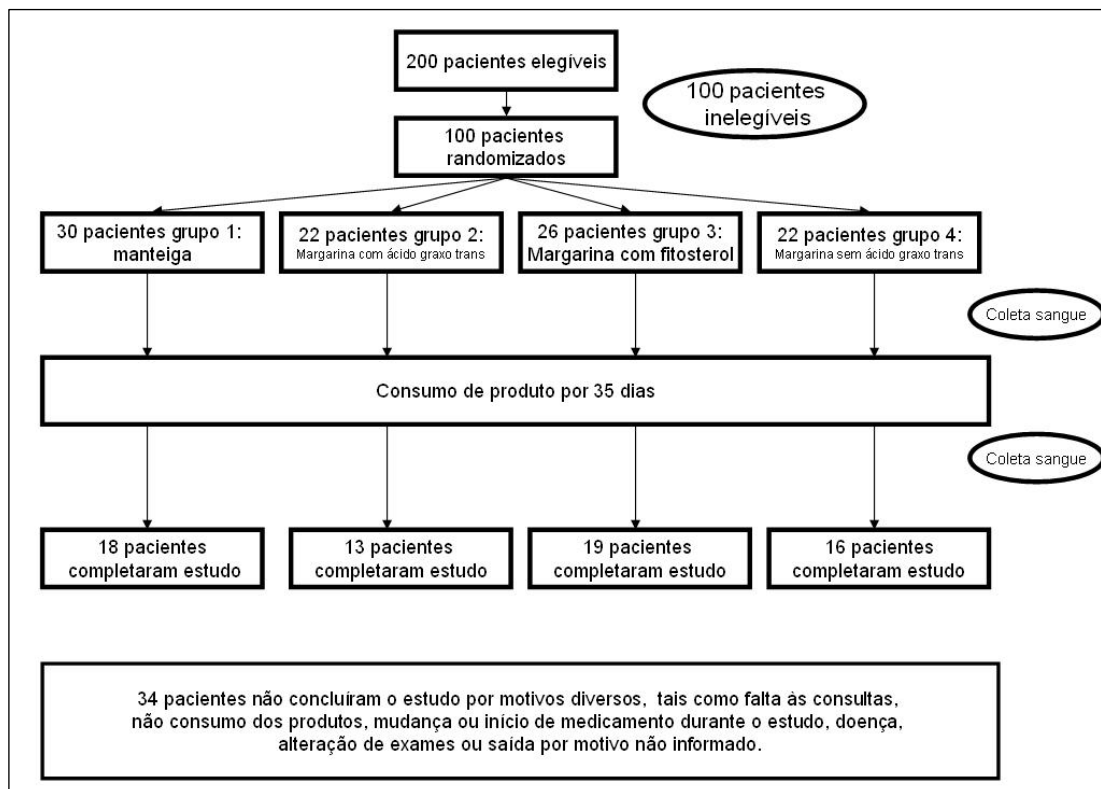 200 pacientes elegíveis
100 pacientes
inelegíveis
100 pacientes
randomizados
30 pacientes grupo 1:
manteiga
22 pacientes grupo 2:
Margarina com ácido graxo trans
26 pacientes grupo 3:
Margarina com fitosterol
22 pacientes grupo 4:
Margarina sem ácido graxo trans
Coleta sangue
Consumo de produto por 35 dias
Coleta sangue
18 pacientes
completaram estudo
13 pacientes
completaram estudo
19 pacientes
completaram estudo
16 pacientes
completaram estudo
34 pacientes não concluíram o estudo por motivos diversos, tais como falta às consultas,
não consumo dos produtos, mudança ou início de medicamento durante o estudo, doença,
alteração de exames ou saída por motivo não informado.